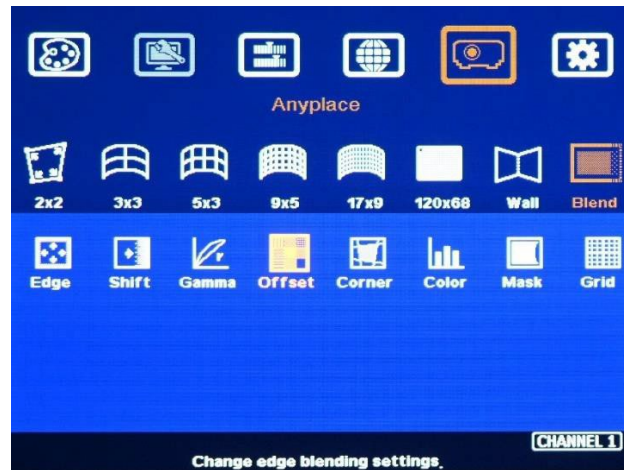 Anyplace
2x2 3x3 5x3 9x5 17x9 120x68 Wall Blend
Edge Shift Gamma Offset Corner Color Mask Grid
CHANNEL 1
Change edge blending settings.